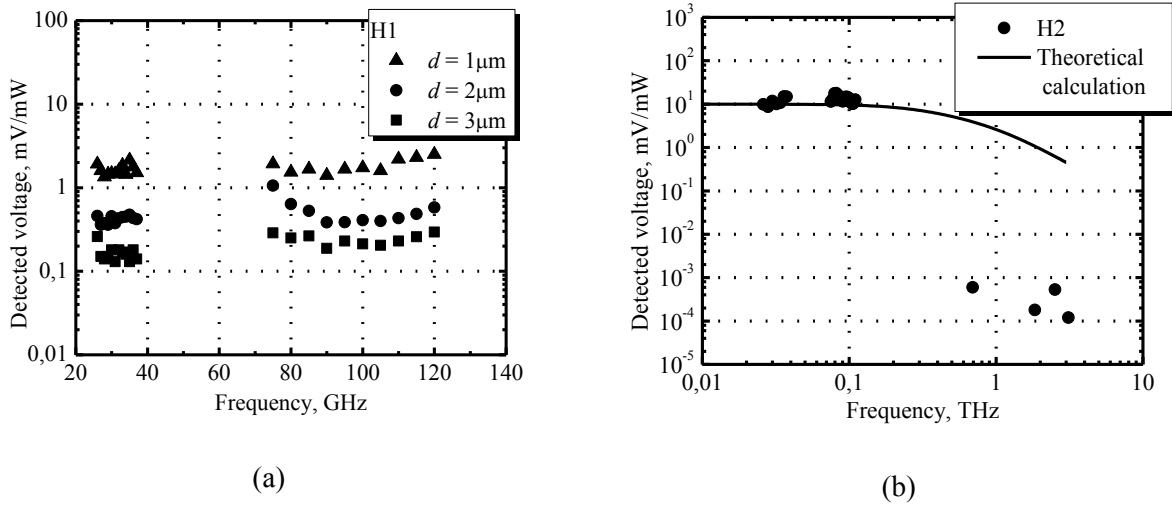 H1
d = 1μm
d = 2μm
d = 3μm
Detected voltage, mV/mW
100
10
1
0,1
0,01
20 40 60 80 100 120 140
Frequency, GHz
(a)
H2
Theoretical
calculation
Detected voltage, mV/mW
10³
10²
10¹
10⁰
10⁻¹
10⁻²
10⁻³
10⁻⁴
10⁻⁵
0,01 0,1 1 10
Frequency, THz
(b)